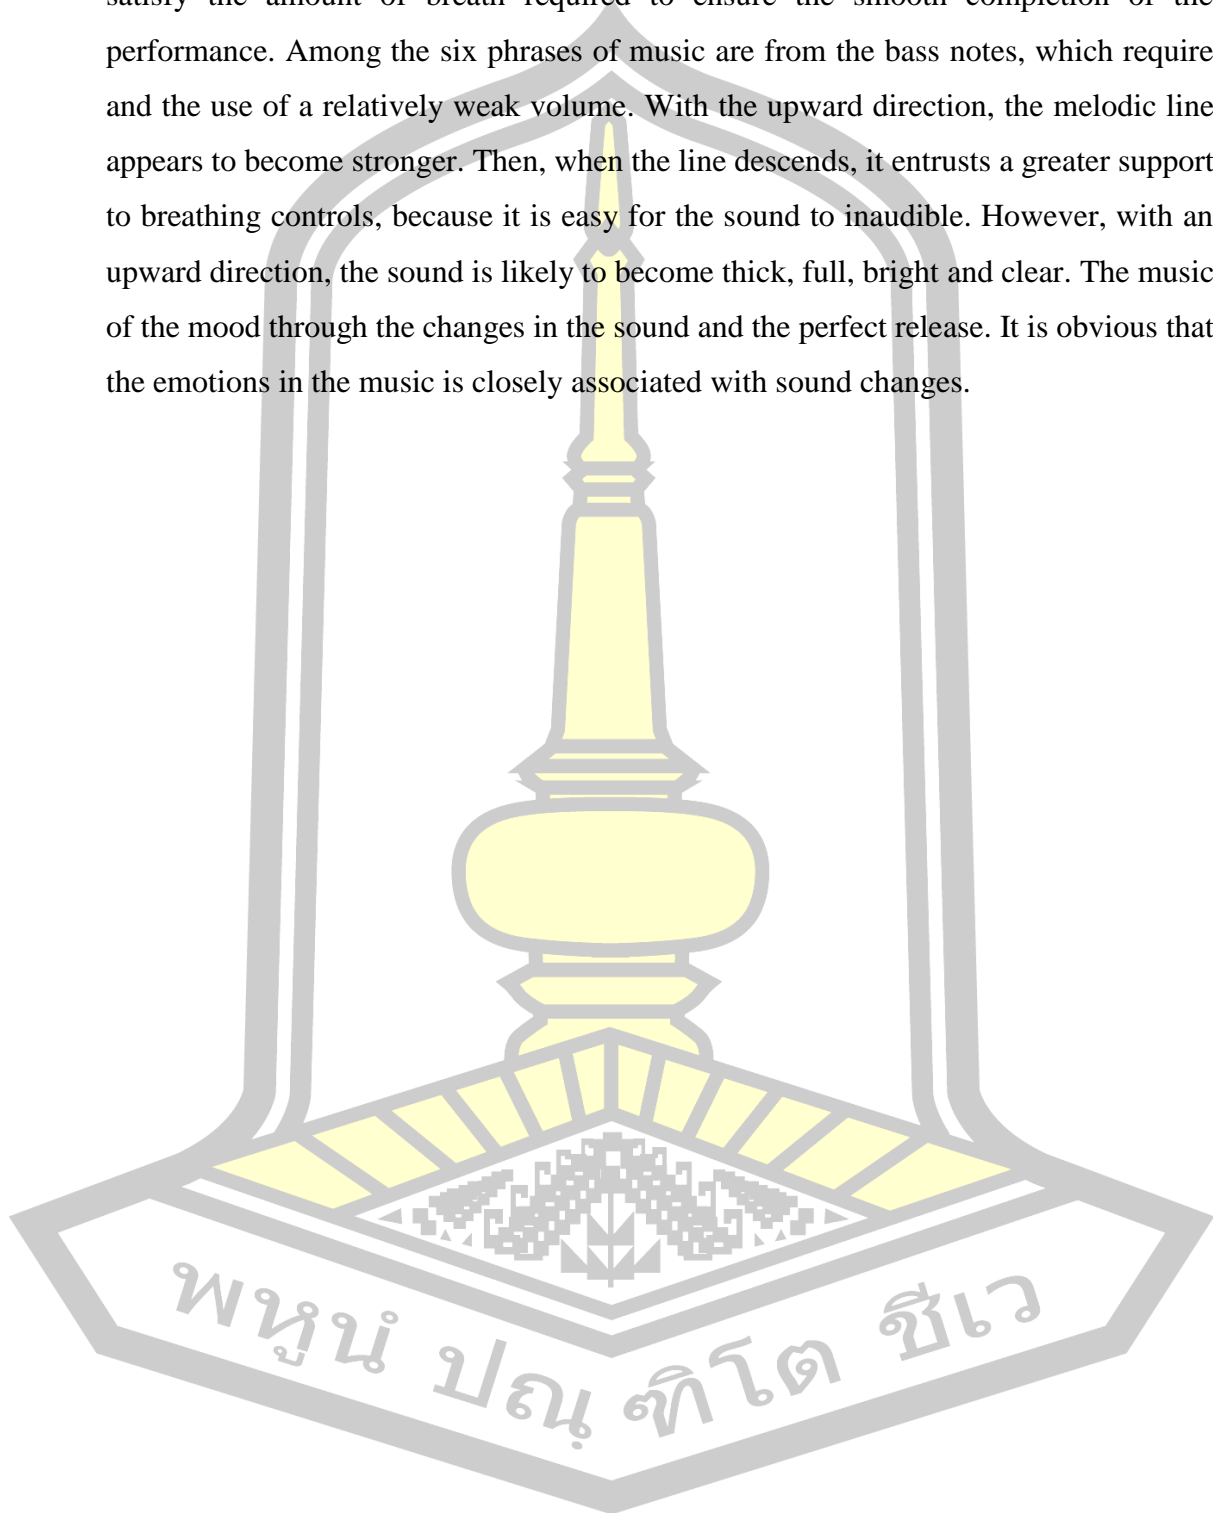 satisfy the amount of breath required to ensure the smooth completion of the
performance. Among the six phrases of music are from the bass notes, which require
and the use of a relatively weak volume. With the upward direction, the melodic line
appears to become stronger. Then, when the line descends, it entrusts a greater support
to breathing controls, because it is easy for the sound to inaudible. However, with an
upward direction, the sound is likely to become thick, full, bright and clear. The music
of the mood through the changes in the sound and the perfect release. It is obvious that
the emotions in the music is closely associated with sound changes.
พหูนํ ปณฺฑิโต ชีเว